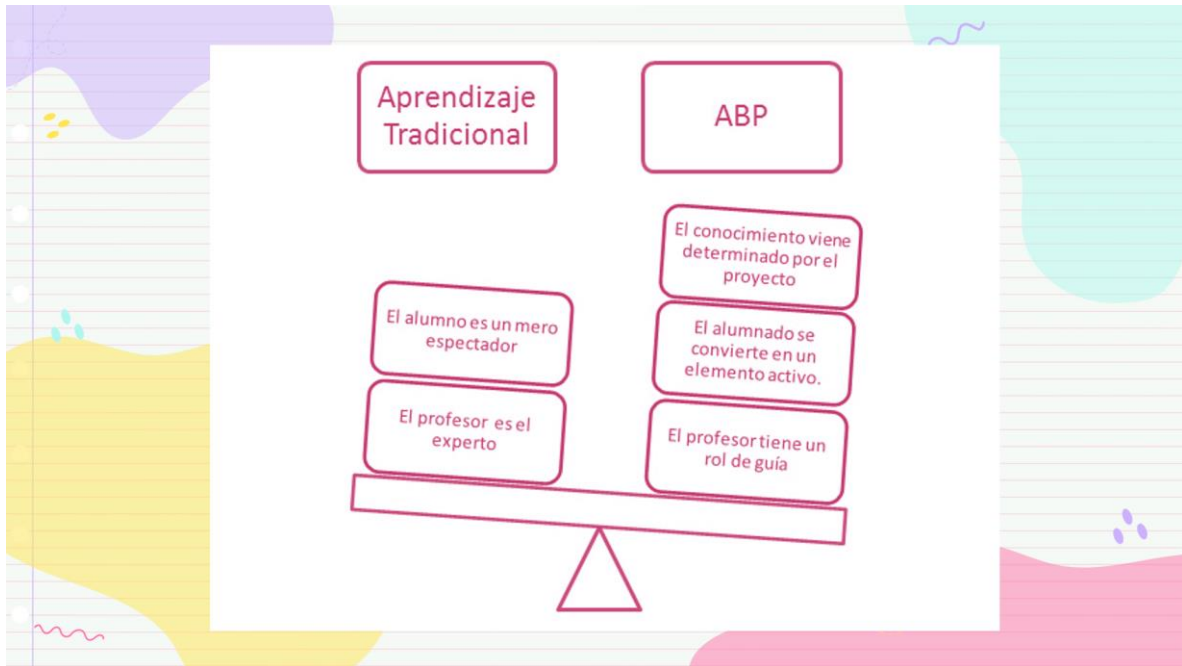 Aprendizaje
Tradicional
ABP
El alumno es un mero
espectador
El profesor es el
experto
El conocimiento viene
determinado por el
proyecto
El alumnado se
convierte en un
elemento activo.
El profesor tiene un
rol de guía